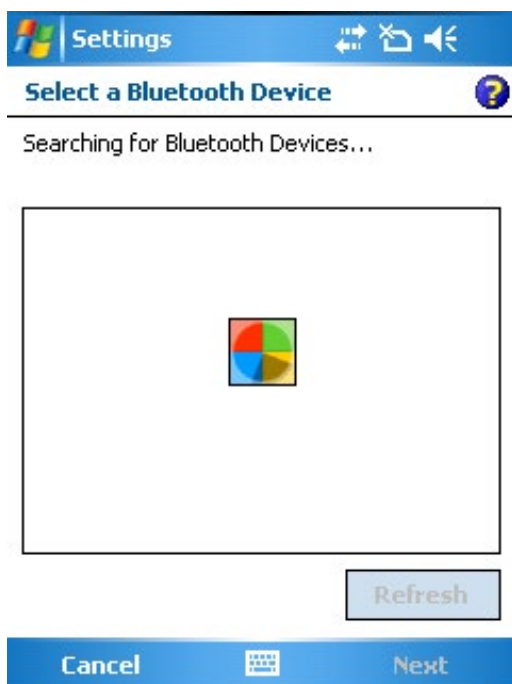 Settings
Select a Bluetooth Device
?
Searching for Bluetooth Devices...
Refresh
Cancel
Next